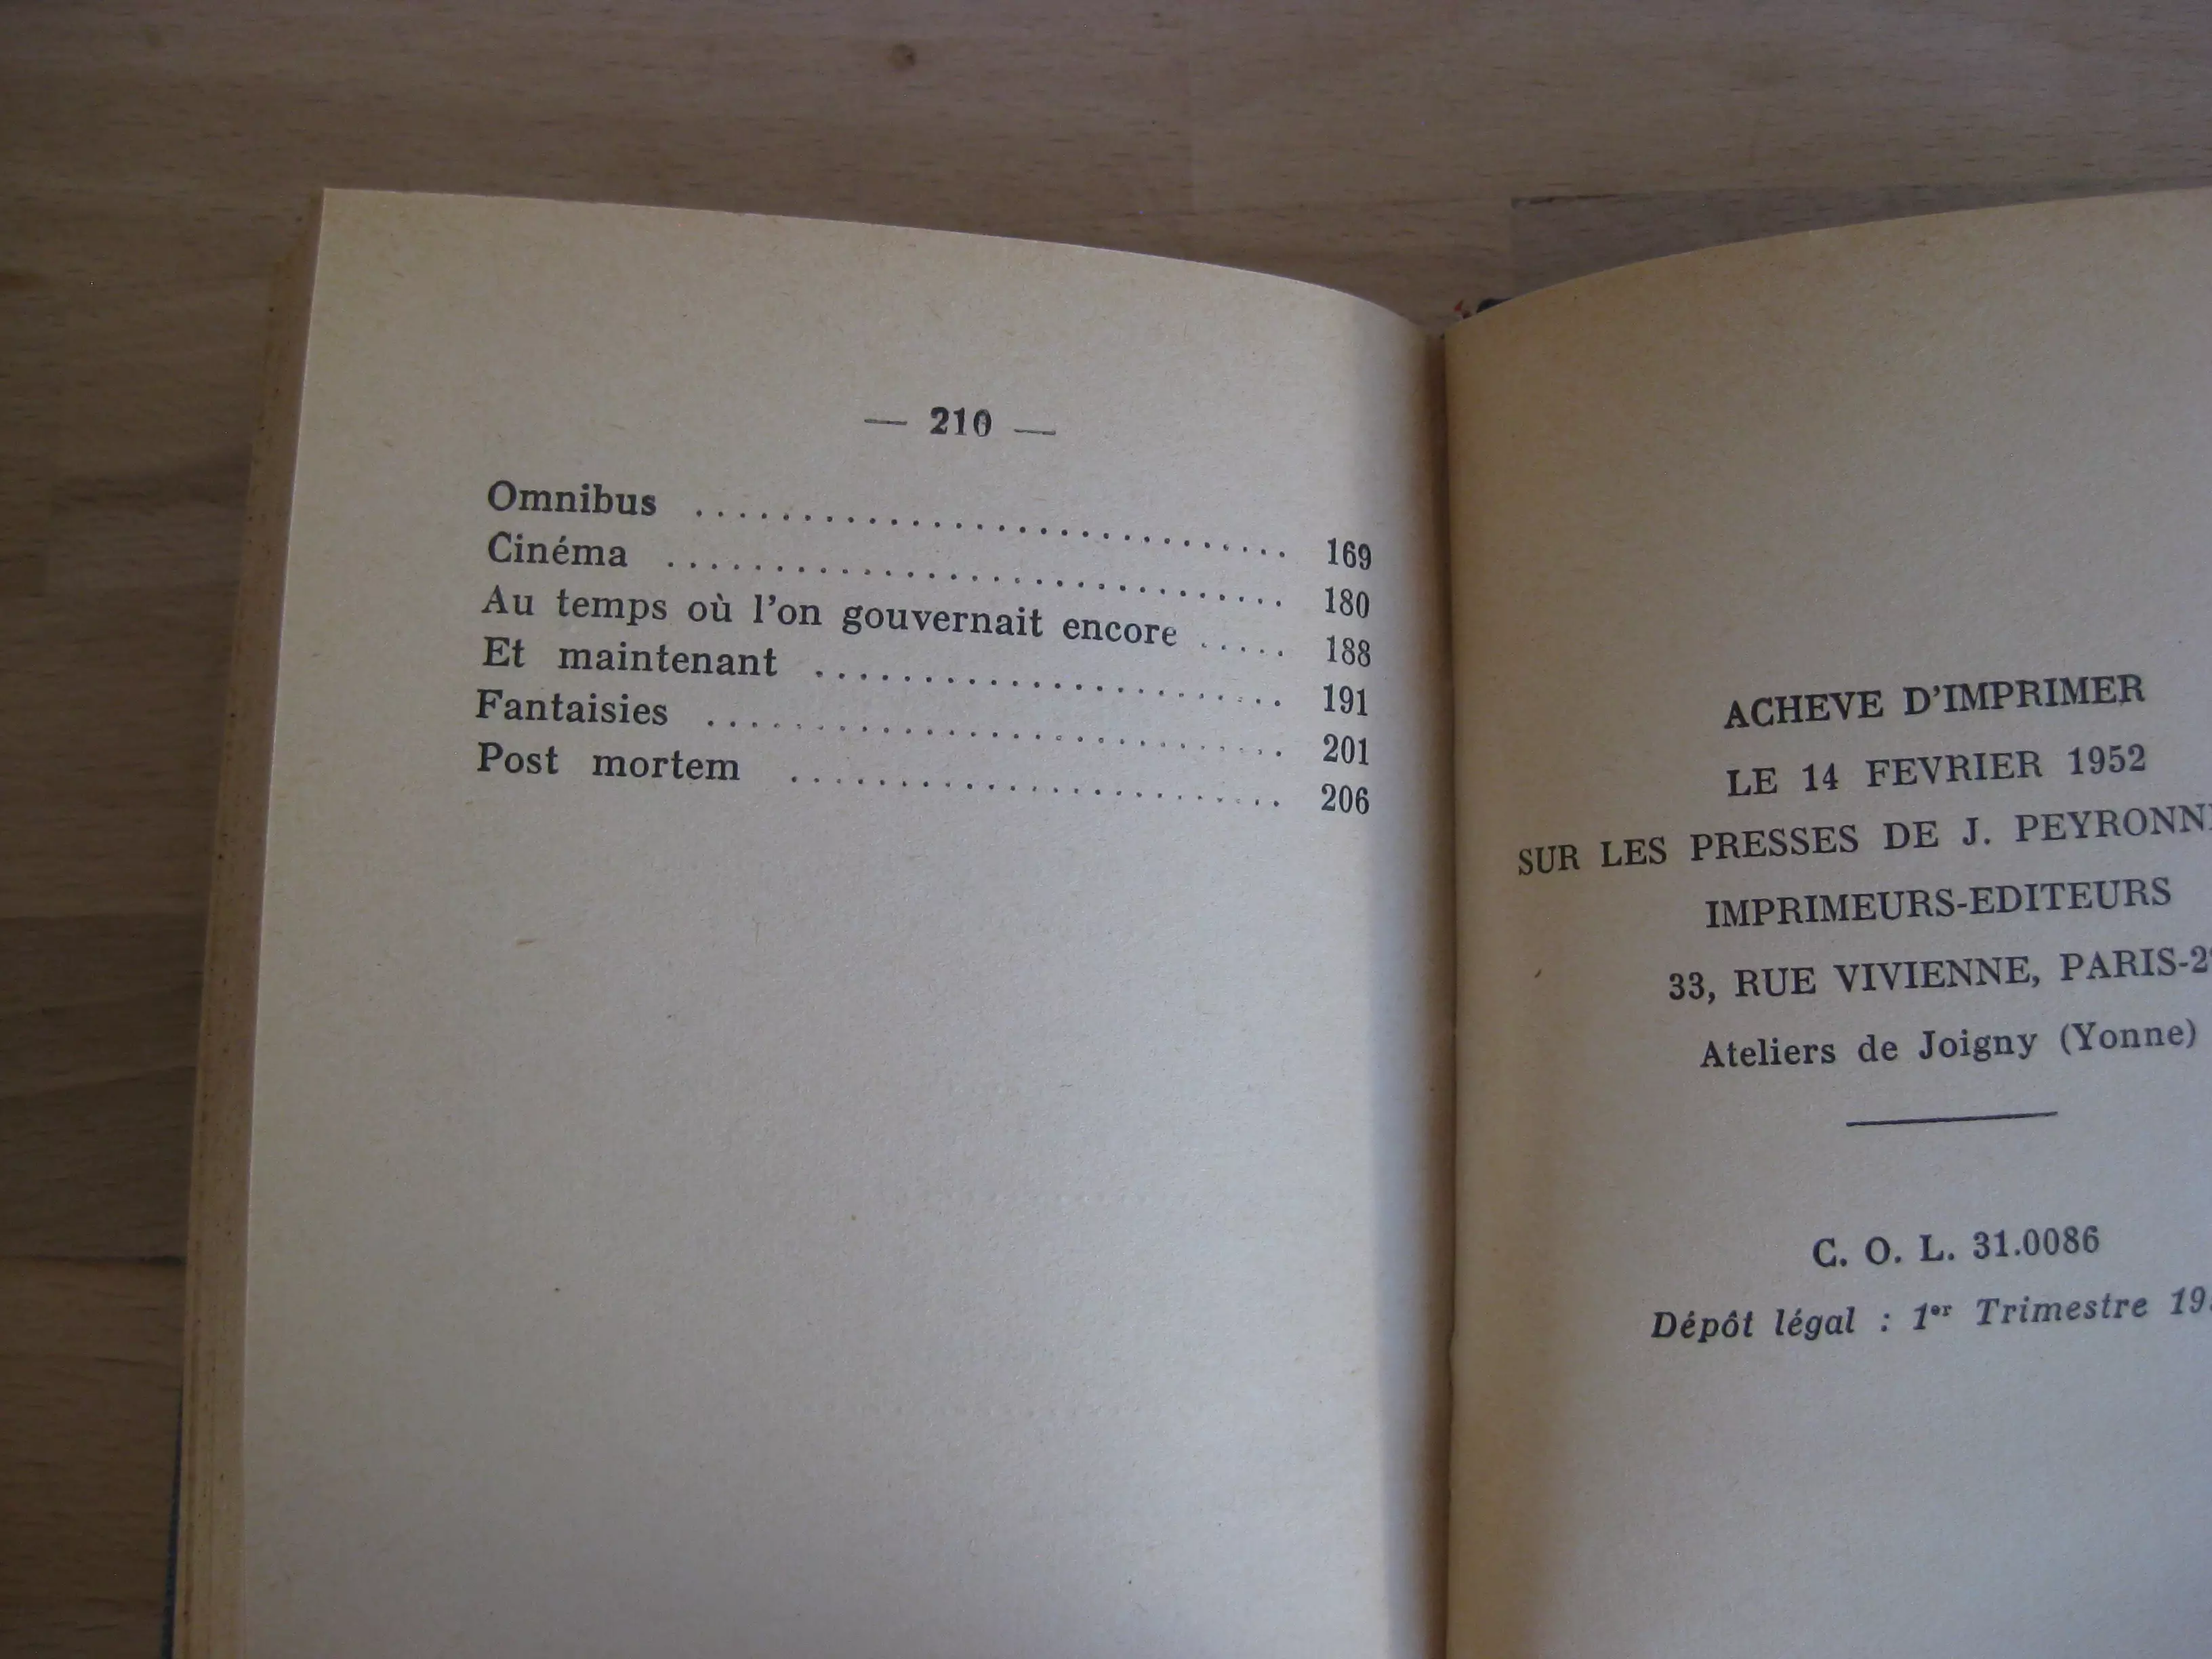 — 210 —
Omnibus .............................. 169
Cinéma .............................. 180
Au temps où l'on gouvernait encore ..... 188
Et maintenant ...................... 191
Fantaisies ........................... 201
Post mortem ....................... 206
ACHEVE D'IMPRIMER
LE 14 FEVRIER 1952
SUR LES PRESSES DE J.
IMPRIMEURS-EDITEURS
33, RUE VIVIENNE, PARIS-2
Ateliers de Joigny (Yonne)
C. O. L. 31.0086
Dépôt légal : 1er Trimestre